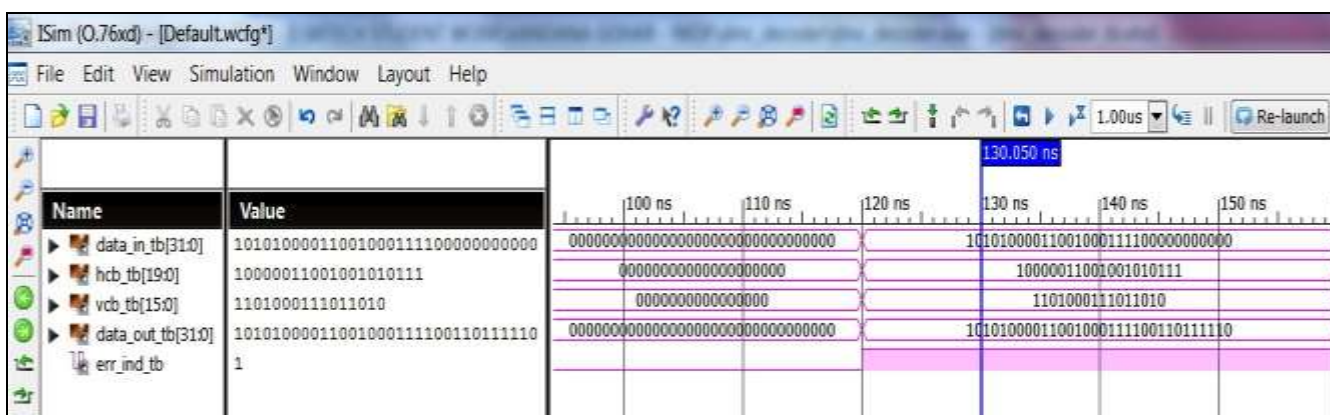 ISim (O.76xd) - [Default.wcfg*]
File Edit View Simulation Window Layout Help
1.00us Re-launch
130.050 ns
Name Value 100 ns 110 ns 120 ns 130 ns 140 ns 150 ns
data_in_tb[31:0] 10101000011001000111100000000000 00000000000000000000000000000000 10101000011001000111100000000000
hcb_tb[19:0] 10000011001001010111 00000000000000000000 10000011001001010111
vcb_tb[15:0] 1101000111011010 0000000000000000 1101000111011010
data_out_tb[31:0] 10101000011001000111100110111110 00000000000000000000000000000000 10101000011001000111100110111110
err_ind_tb 1